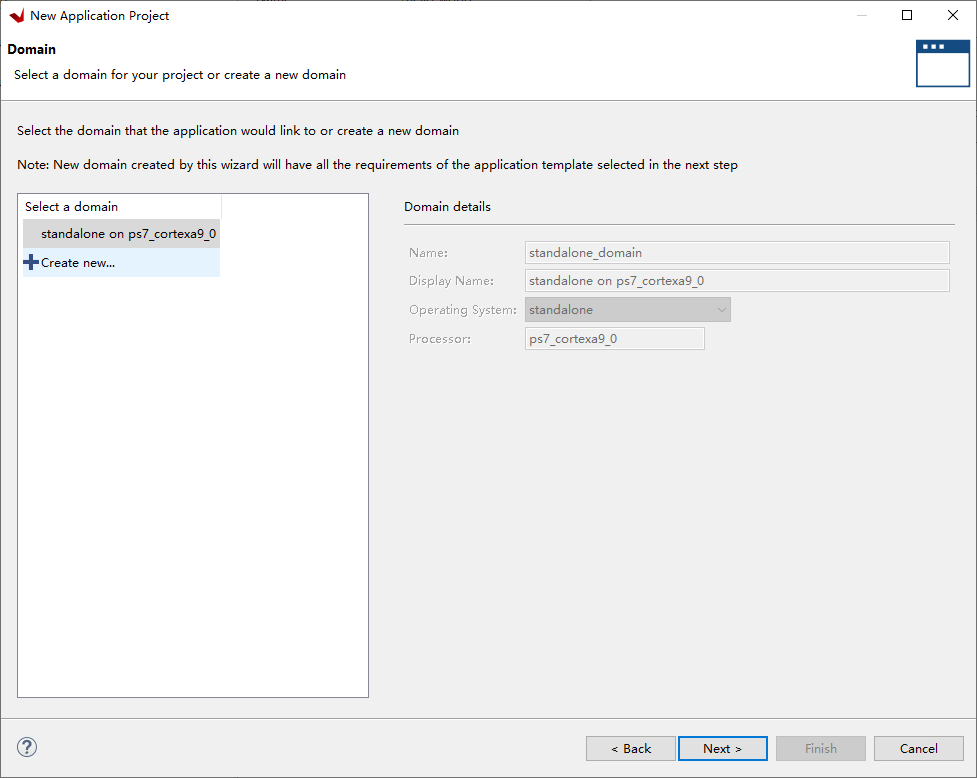 New Application Project
Domain
Select a domain for your project or create a new domain
Select the domain that the application would link to or create a new domain
Note: New domain created by this wizard will have all the requirements of the application template selected in the next step
Select a domain
standalone on ps7_cortexa9_0
Create new...
Domain details
Name: standalone_domain
Display Name: standalone on ps7_cortexa9_0
Operating System: standalone
Processor: ps7_cortexa9_0
?
< Back Next > Finish Cancel